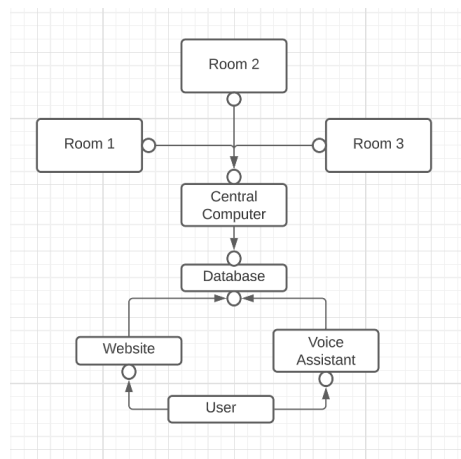 Room 2
Room 1
Room 3
Central
Computer
Database
Website
Voice
Assistant
User